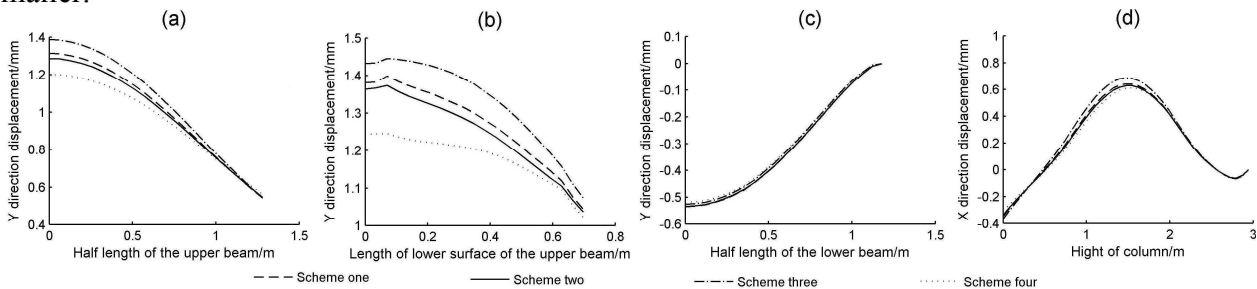 (a)
(b)
(c)
(d)
Y direction displacement/mm
1.4
1.2
1
0.8
0.6
0.4
0
0.5
1
1.5
Half length of the upper beam/m
Y direction displacement/mm
1.5
1.4
1.3
1.2
1.1
1
0
0.2
0.4
0.6
0.8
Length of lower surface of the upper beam/m
Y direction displacement/mm
0.1
0
-0.1
-0.2
-0.3
-0.4
-0.5
-0.6
0
0.5
1
1.5
Half length of the lower beam/m
X direction displacement/mm
1
0.8
0.6
0.4
0.2
0
-0.2
-0.4
0
1
2
3
Hight of column/m
Scheme one
Scheme two
Scheme three
Scheme four